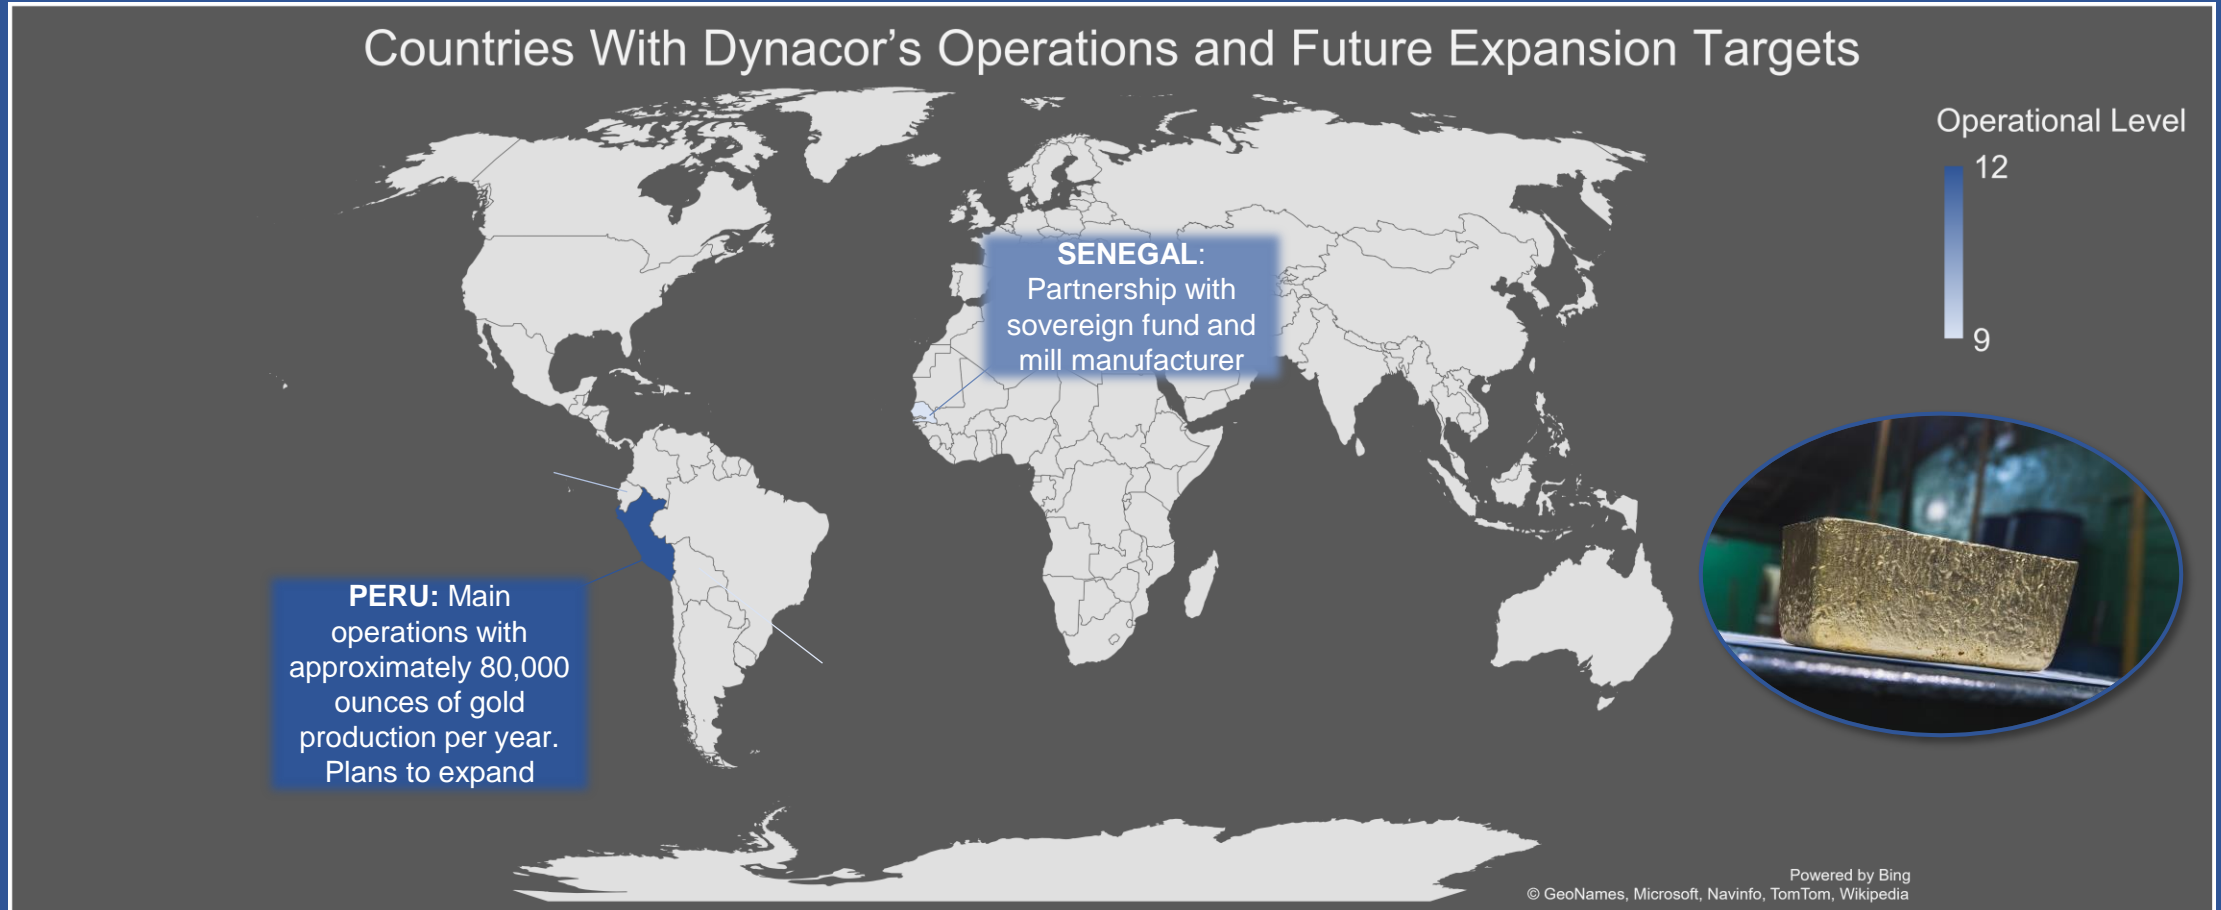 Countries With Dynacor’s Operations and Future Expansion Targets
Operational Level
12
9
SENEGAL:
Partnership with
sovereign fund and
mill manufacturer
PERU: Main
operations with
approximately 80,000
ounces of gold
production per year.
Plans to expand
Powered by Bing
© GeoNames, Microsoft, Navinfo, TomTom, Wikipedia